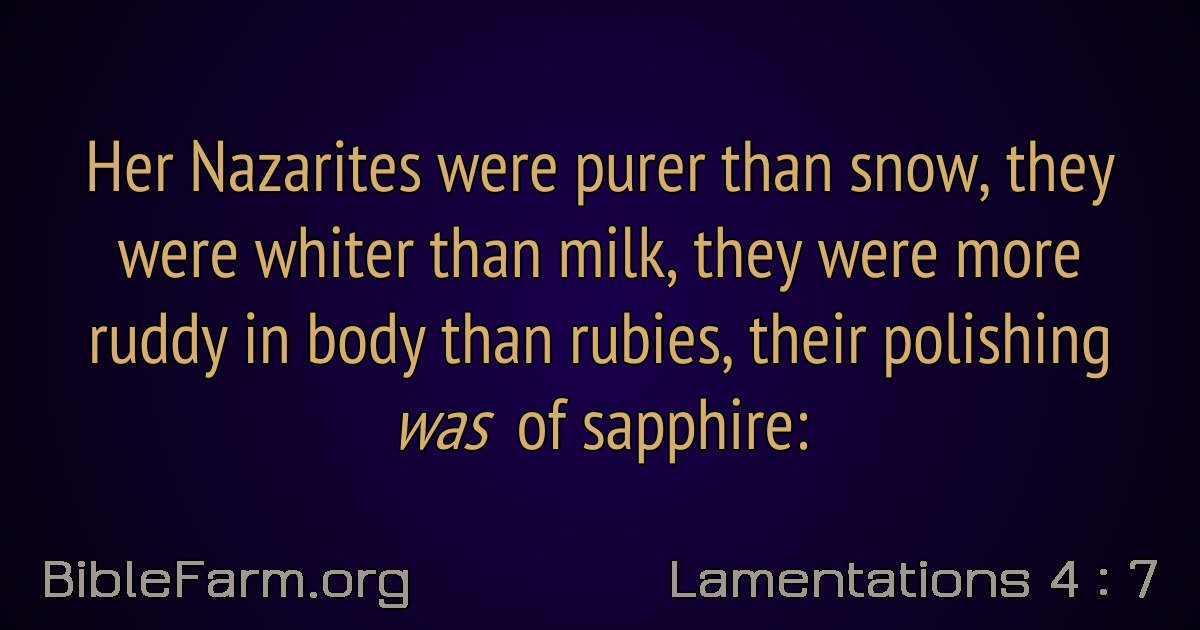 Her Nazarites were purer than snow, they
were whiter than milk, they were more
ruddy in body than rubies, their polishing
was of sapphire:
BibleFarm.org
Lamentations 4 : 7